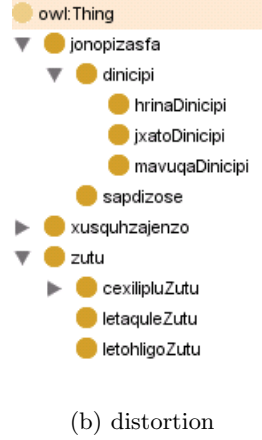 owl:Thing
jonopizasfa
dinicipi
hrinaDinicipi
jxatoDinicipi
mavuqaDinicipi
sapdizose
xusquhzajenzo
zutu
cexilipluZutu
letaquleZutu
letohligoZutu
(b) distortion